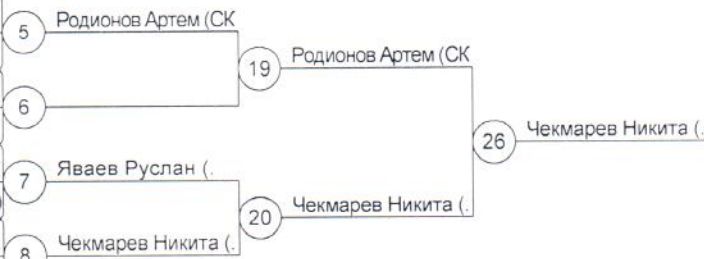 5 Родионов Артем (СК
19 Родионов Артем (СК
6
26 Чекмарев Никита (.
7 Яваев Руслан (.
20 Чекмарев Никита (.
8 Чекмарев Никита (.